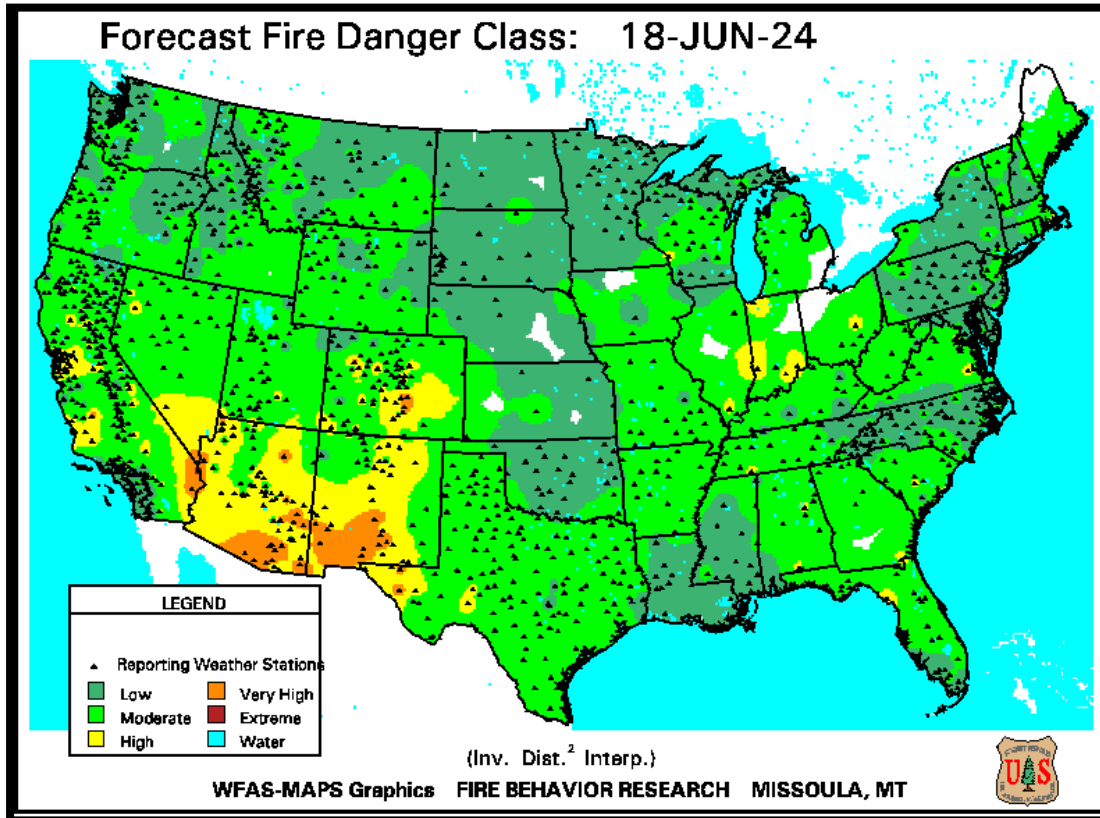 Forecast Fire Danger Class: 18-JUN-24
LEGEND
Reporting Weather Stations
Low
Very High
Moderate
Extreme
High
Water
(Inv. Dist.² Interp.)
WFAS-MAPS Graphics FIRE BEHAVIOR RESEARCH MISSOULA, MT
US